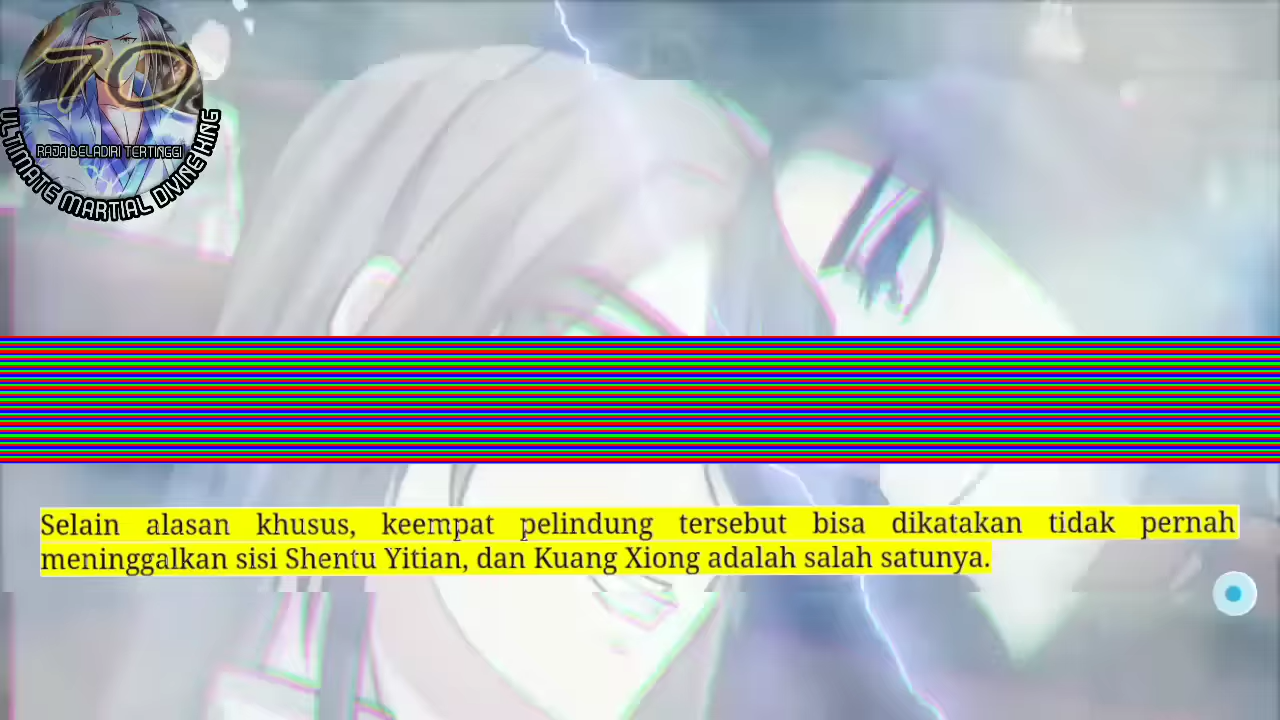 70
RAJA BELADIRI TERTINGGI
ULTIMATE MARTIAL DIVINE KING
Selain alasan khusus, keempat pelindung tersebut bisa dikatakan tidak pernah
meninggalkan sisi Shentu Yitian, dan Kuang Xiong adalah salah satunya.